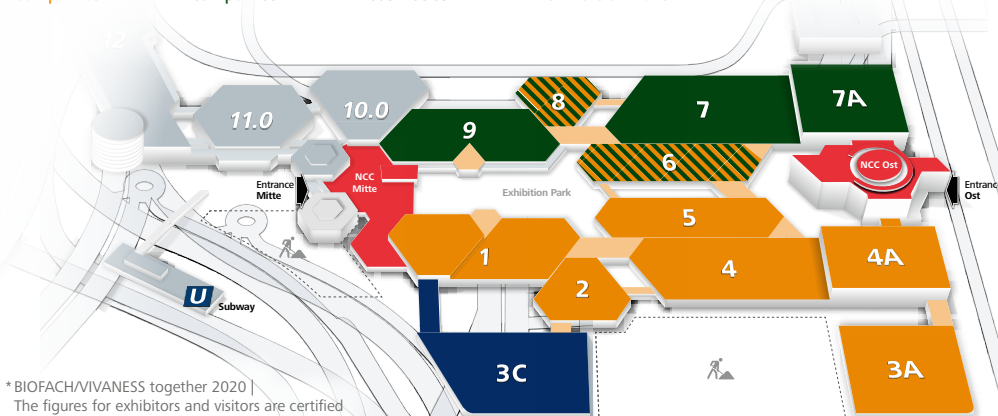 12
11.0
10.0
9
8
7
7A
6
NCC
Mitte
NCC Ost
Entrance
Mitte
Exhibition Park
Entrance
Ost
5
1
4
4A
2
U
Subway
3C
3A
* BIOFACH/VIVANESS together 2020 |
The figures for exhibitors and visitors are certified